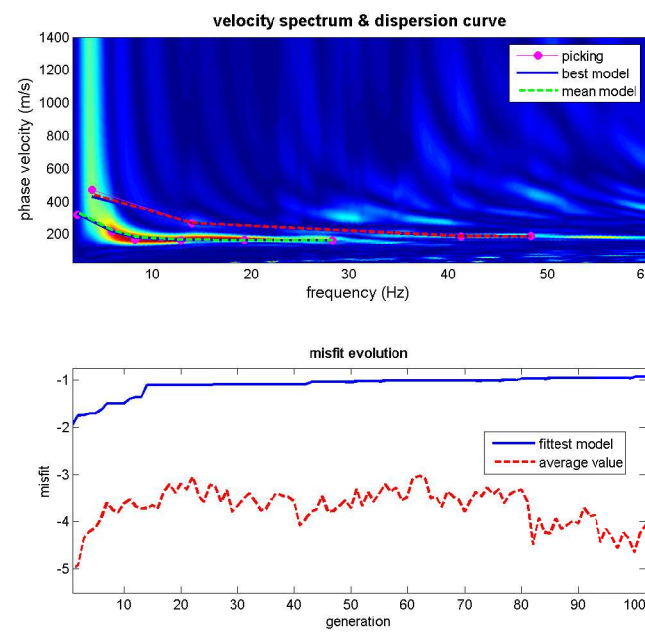 velocity spectrum & dispersion curve
1400
1200
1000
800
600
400
200
phase velocity (m/s)
picking
best model
mean model
10 20 30 40 50 60
frequency (Hz)
misfit evolution
-1
-2
-3
-4
-5
misfit
fittest model
average value
10 20 30 40 50 60 70 80 90 100
generation